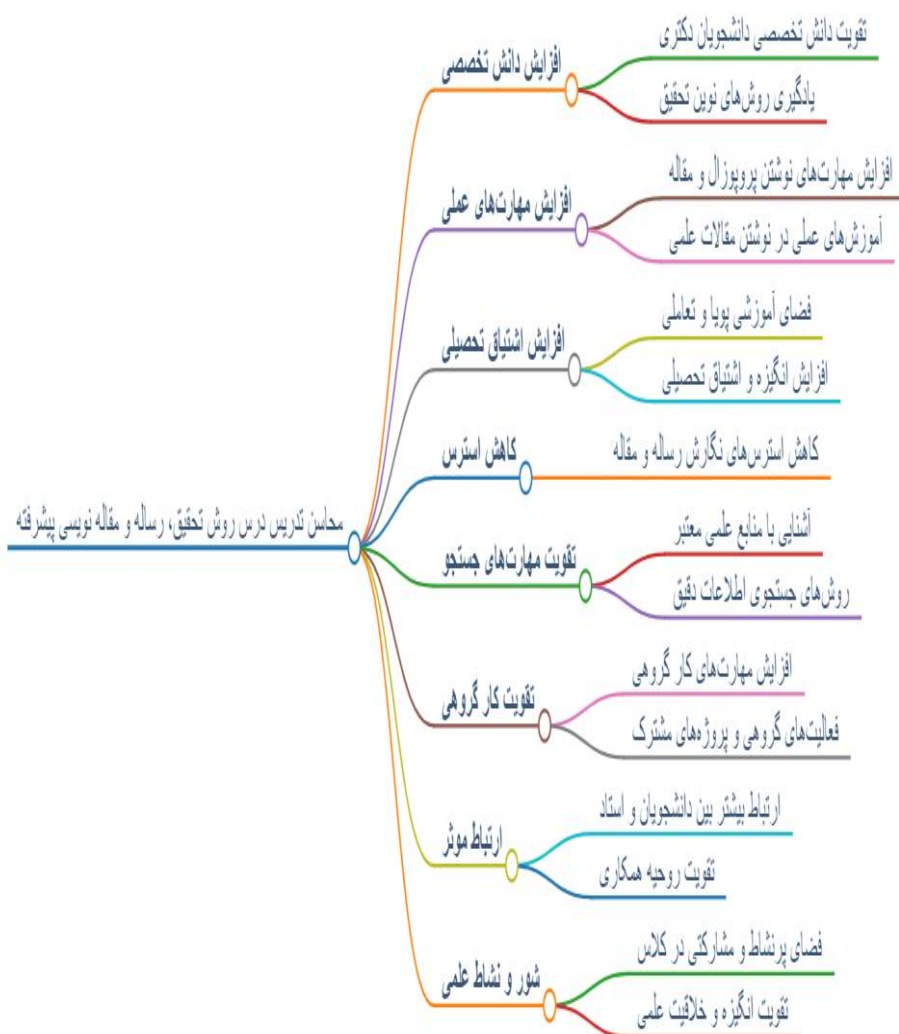 محاسن تدریس درس روش تحقیق، رساله و مقاله نویسی پیشرفته
افزایش دانش تخصصی
تقویت دانش تخصصی دانشجویان دکتری
یادگیری روش‌های نوین تحقیق
افزایش مهارت‌های عملی
افزایش مهارت‌های نوشتن پروپوزال و مقاله
آموزش‌های عملی در نوشتن مقالات علمی
افزایش اشتیاق تحصیلی
فضای آموزشی پویا و تعاملی
افزایش انگیزه و اشتیاق تحصیلی
کاهش استرس
کاهش استرس‌های نگارش رساله و مقاله
تقویت مهارت‌های جستجو
آشنایی با منابع علمی معتبر
روش‌های جستجوی اطلاعات دقیق
تقویت کار گروهی
افزایش مهارت‌های کار گروهی
فعالیت‌های گروهی و پروژه‌های مشترک
ارتباط موثر
ارتباط بیشتر بین دانشجویان و استاد
تقویت روحیه همکاری
شور و نشاط علمی
فضای پرنشاط و مشارکتی در کلاس
تقویت انگیزه و خلاقیت علمی